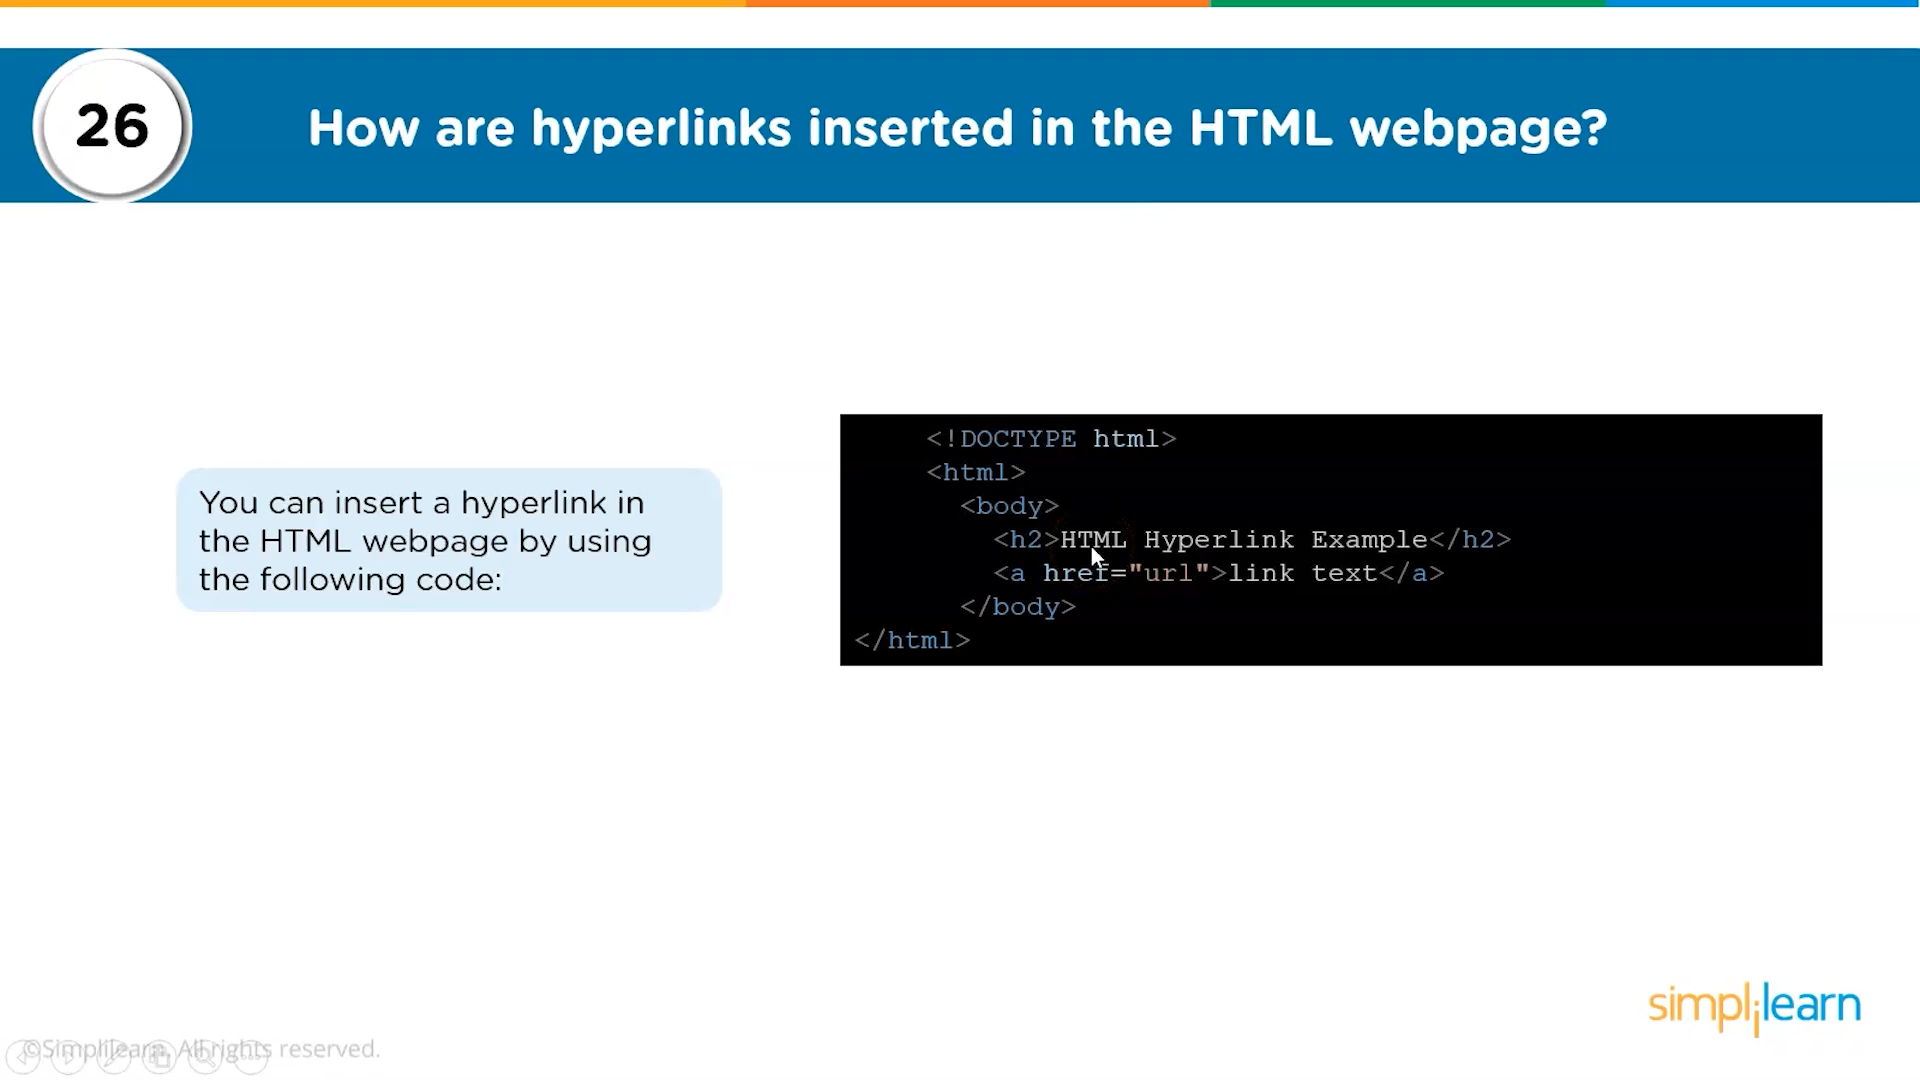 26
How are hyperlinks inserted in the HTML webpage?
You can insert a hyperlink in
the HTML webpage by using
the following code:
<!DOCTYPE html>
<html>
<body>
<h2>HTML Hyperlink Example</h2>
<a href="url">link text</a>
</body>
</html>
simplilearn
©Simplilearn. All rights reserved.